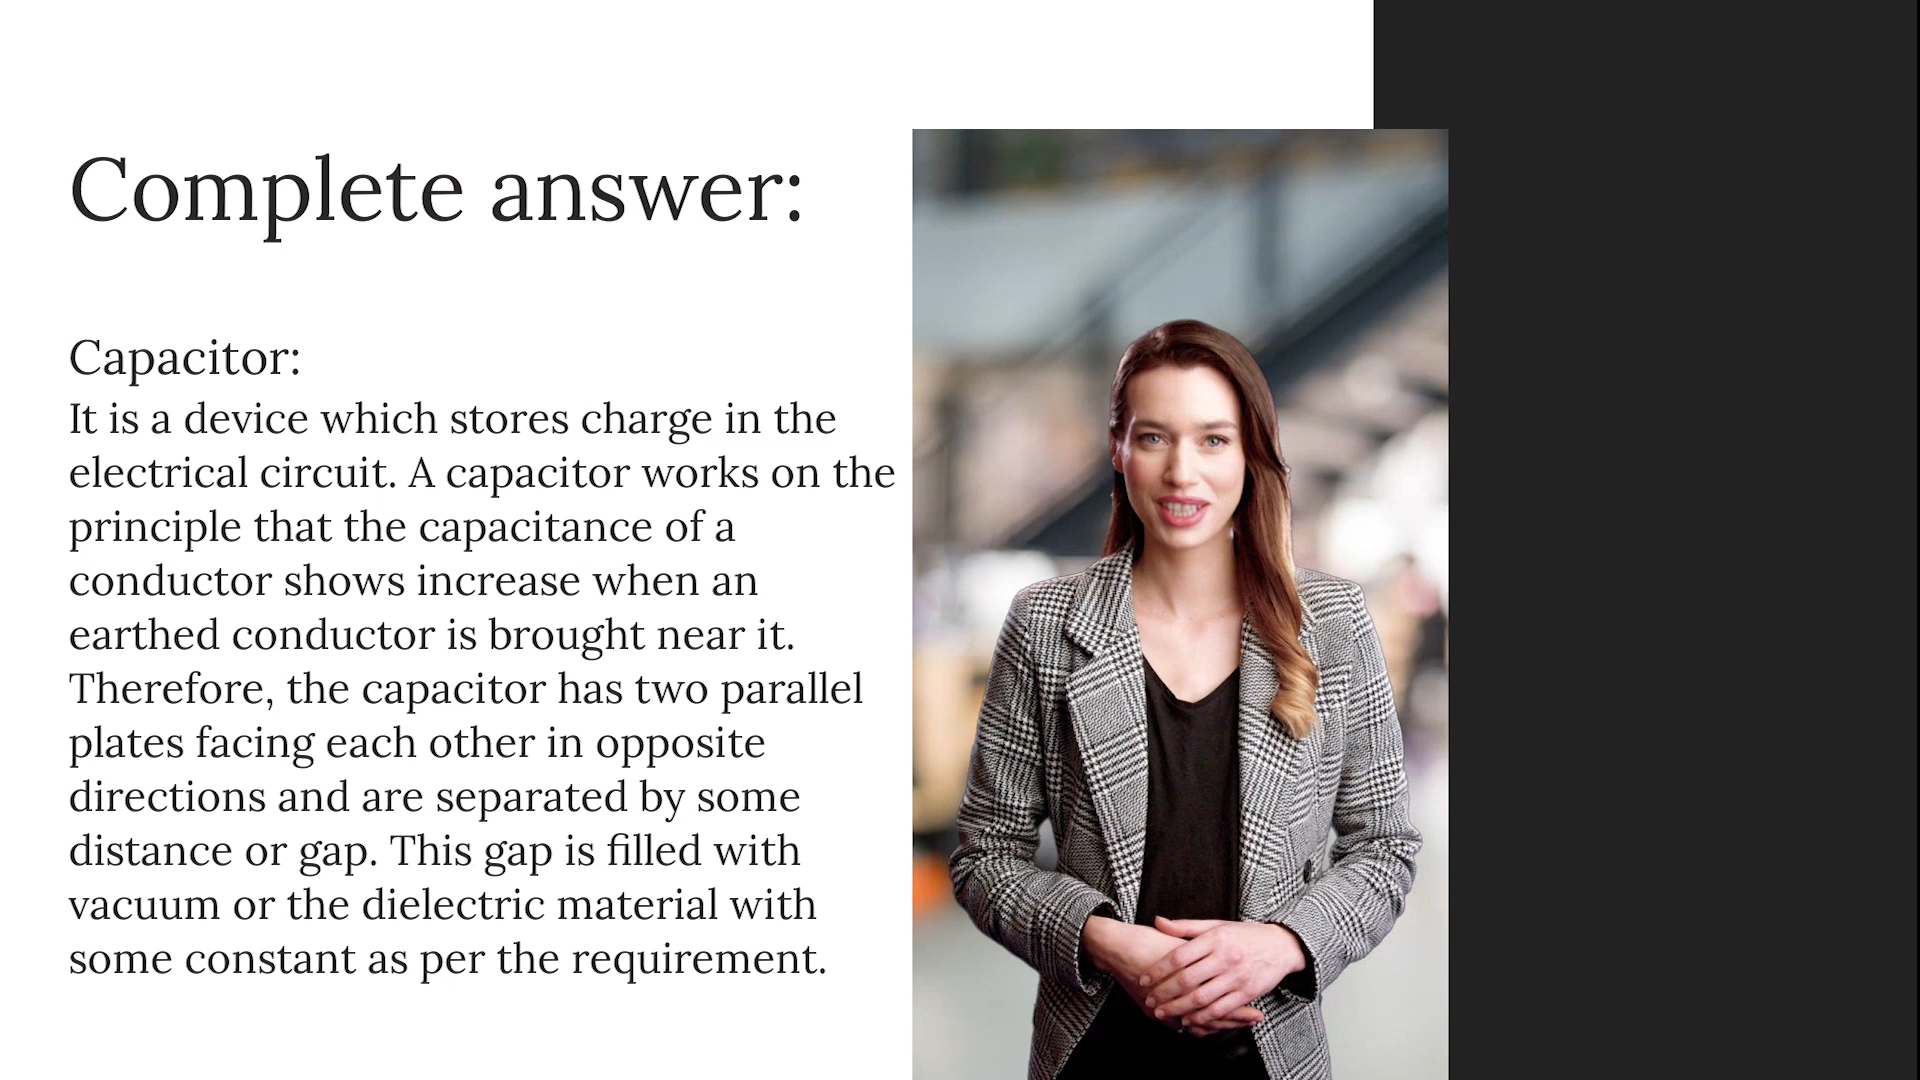 Complete answer:
Capacitor:
It is a device which stores charge in the
electrical circuit. A capacitor works on the
principle that the capacitance of a
conductor shows increase when an
earthed conductor is brought near it.
Therefore, the capacitor has two parallel
plates facing each other in opposite
directions and are separated by some
distance or gap. This gap is filled with
vacuum or the dielectric material with
some constant as per the requirement.